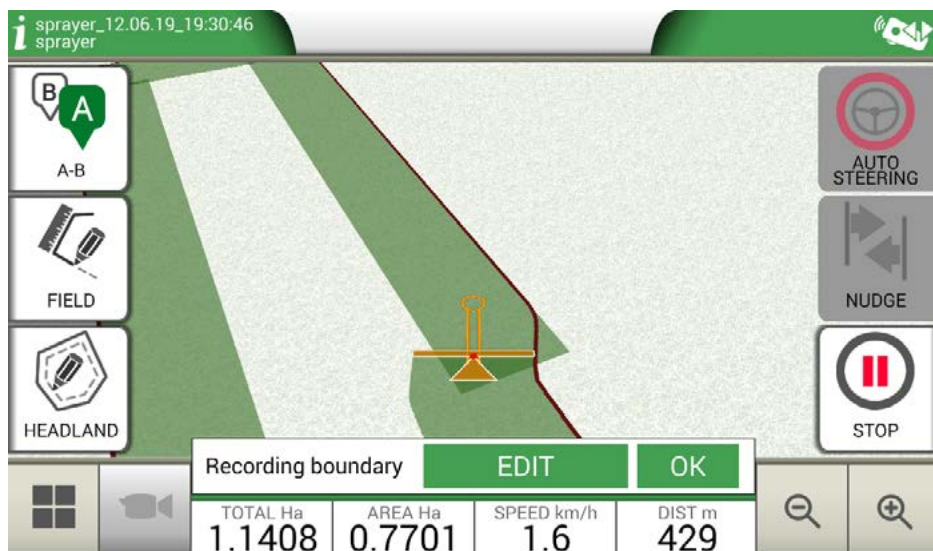 sprayer_12.06.19_19:30:46
sprayer
B
A
A-B
FIELD
HEADLAND
AUTO
STEERING
NUDGE
STOP
Recording boundary EDIT OK
TOTAL Ha AREA Ha SPEED km/h DIST m
1.1408 0.7701 1.6 429